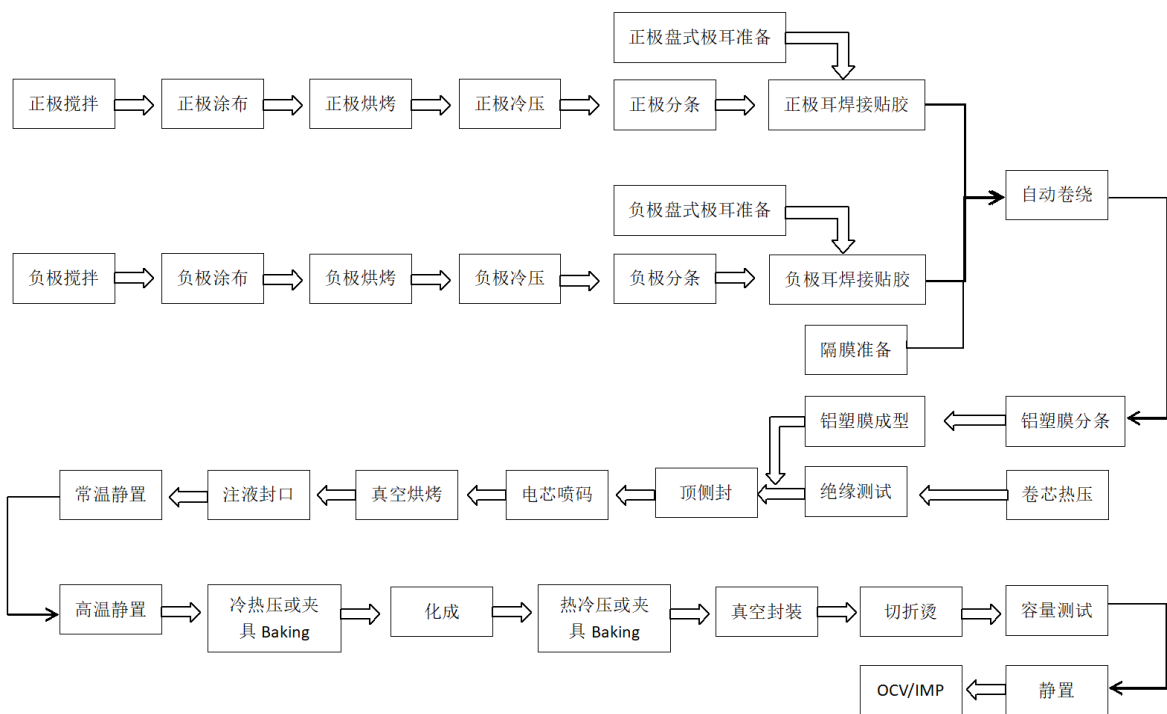 正极盘式极耳准备
正极搅拌
正极涂布
正极烘烤
正极冷压
正极分条
正极耳焊接贴胶
自动卷绕
负极盘式极耳准备
负极搅拌
负极涂布
负极烘烤
负极冷压
负极分条
负极耳焊接贴胶
隔膜准备
铝塑膜成型
铝塑膜分条
常温静置
注液封口
真空烘烤
电芯喷码
顶侧封
绝缘测试
卷芯热压
高温静置
冷热压或夹
具 Baking
化成
热冷压或夹
具 Baking
真空封装
切折烫
容量测试
OCV/IMP
静置